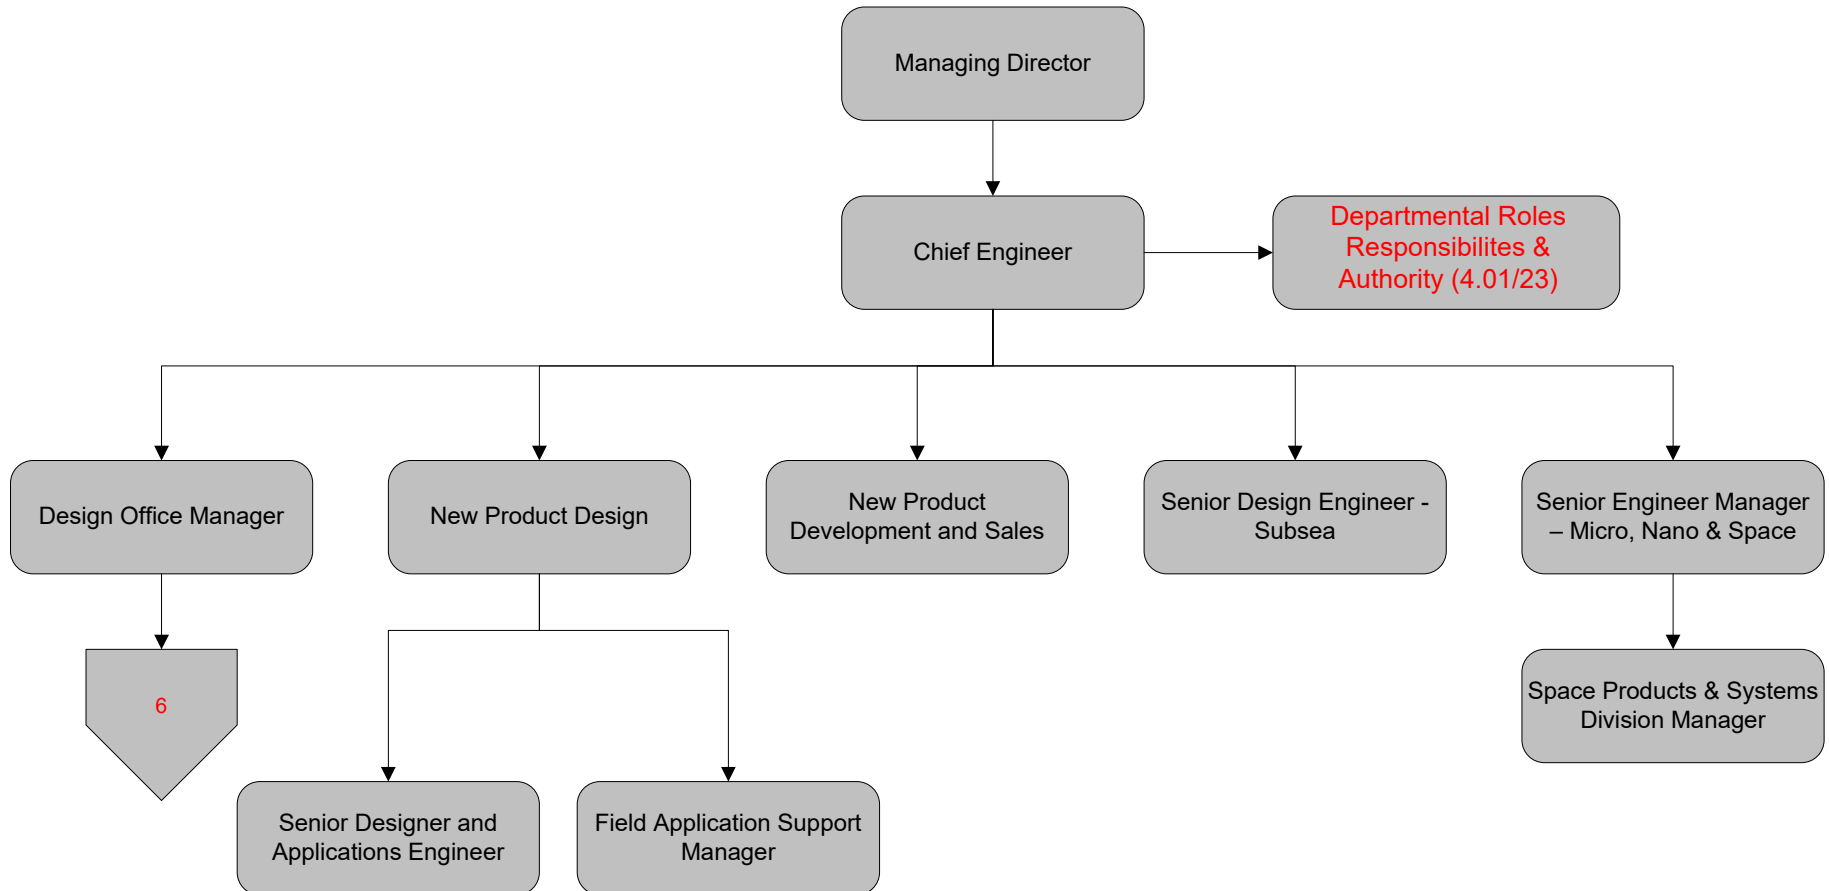 Managing Director
Chief Engineer
Departmental Roles
Responsibilites &
Authority (4.01/23)
Design Office Manager
New Product Design
New Product
Development and Sales
Senior Design Engineer -
Subsea
Senior Engineer Manager
– Micro, Nano & Space
6
Space Products & Systems
Division Manager
Senior Designer and
Applications Engineer
Field Application Support
Manager